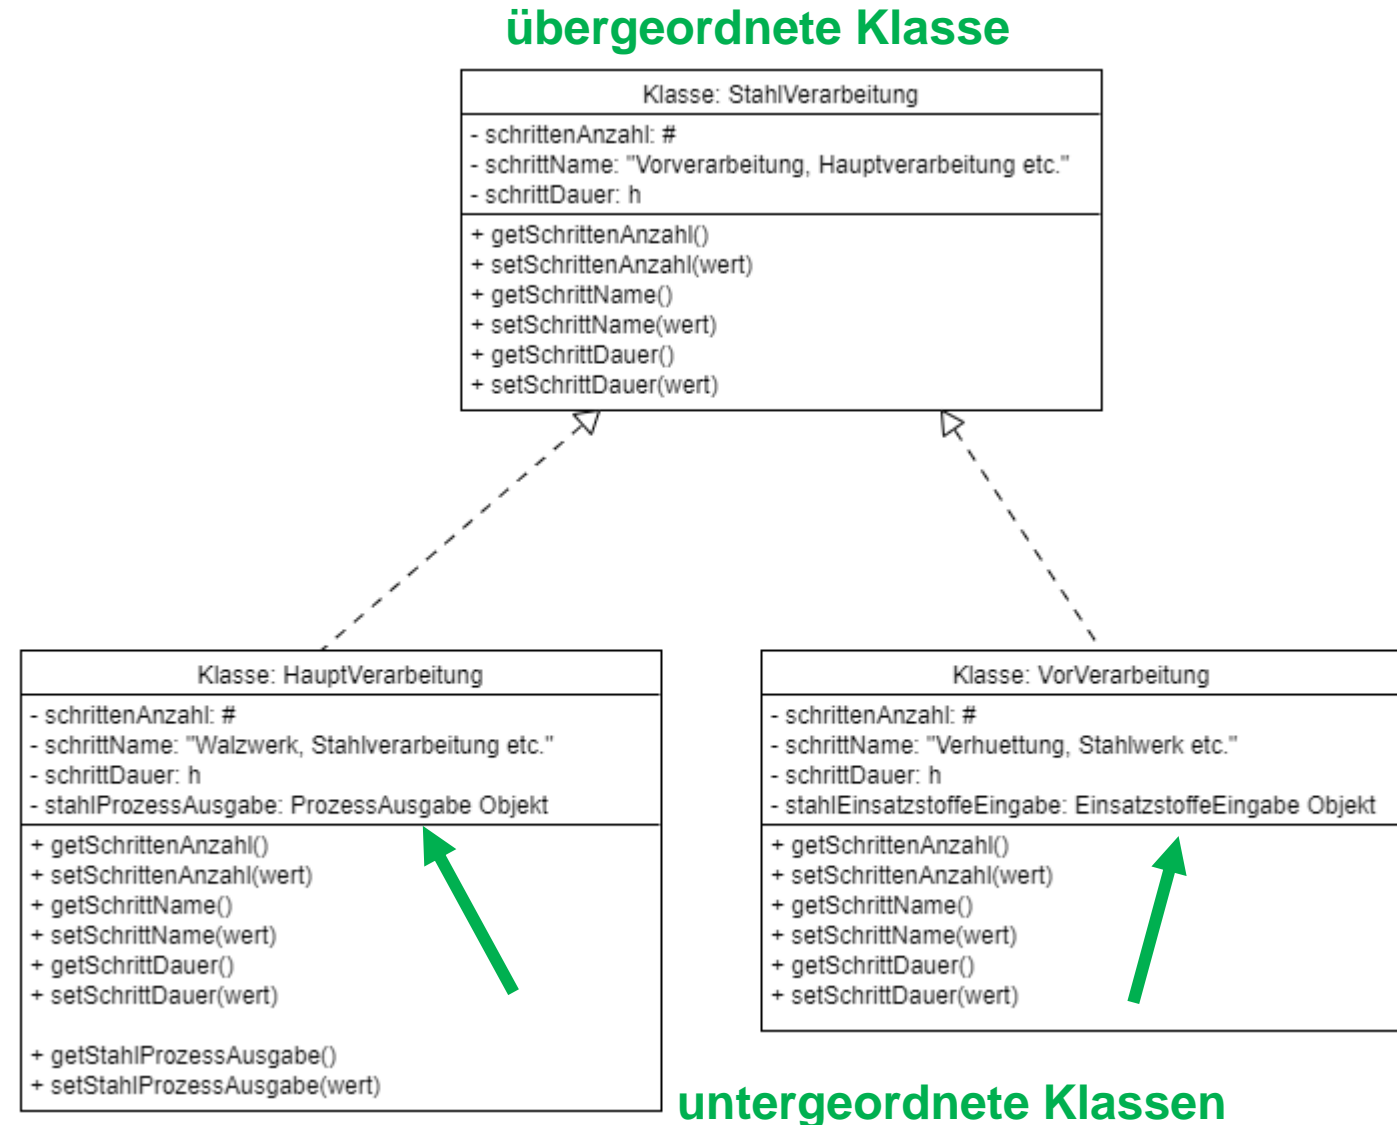 übergeordnete Klasse
Klasse: StahlVerarbeitung
- schrittenAnzahl: #
- schrittName: "Vorverarbeitung, Hauptverarbeitung etc."
- schrittDauer: h
+ getSchrittenAnzahl()
+ setSchrittenAnzahl(wert)
+ getSchrittName()
+ setSchrittName(wert)
+ getSchrittDauer()
+ setSchrittDauer(wert)
Klasse: HauptVerarbeitung
- schrittenAnzahl: #
- schrittName: "Walzwerk, Stahlverarbeitung etc."
- schrittDauer: h
- stahlProzessAusgabe: ProzessAusgabe Objekt
+ getSchrittenAnzahl()
+ setSchrittenAnzahl(wert)
+ getSchrittName()
+ setSchrittName(wert)
+ getSchrittDauer()
+ setSchrittDauer(wert)
+ getStahlProzessAusgabe()
+ setStahlProzessAusgabe(wert)
Klasse: VorVerarbeitung
- schrittenAnzahl: #
- schrittName: "Verhuettung, Stahlwerk etc."
- schrittDauer: h
- stahlEinsatzstoffeEingabe: EinsatzstoffeEingabe Objekt
+ getSchrittenAnzahl()
+ setSchrittenAnzahl(wert)
+ getSchrittName()
+ setSchrittName(wert)
+ getSchrittDauer()
+ setSchrittDauer(wert)
untergeordnete Klassen